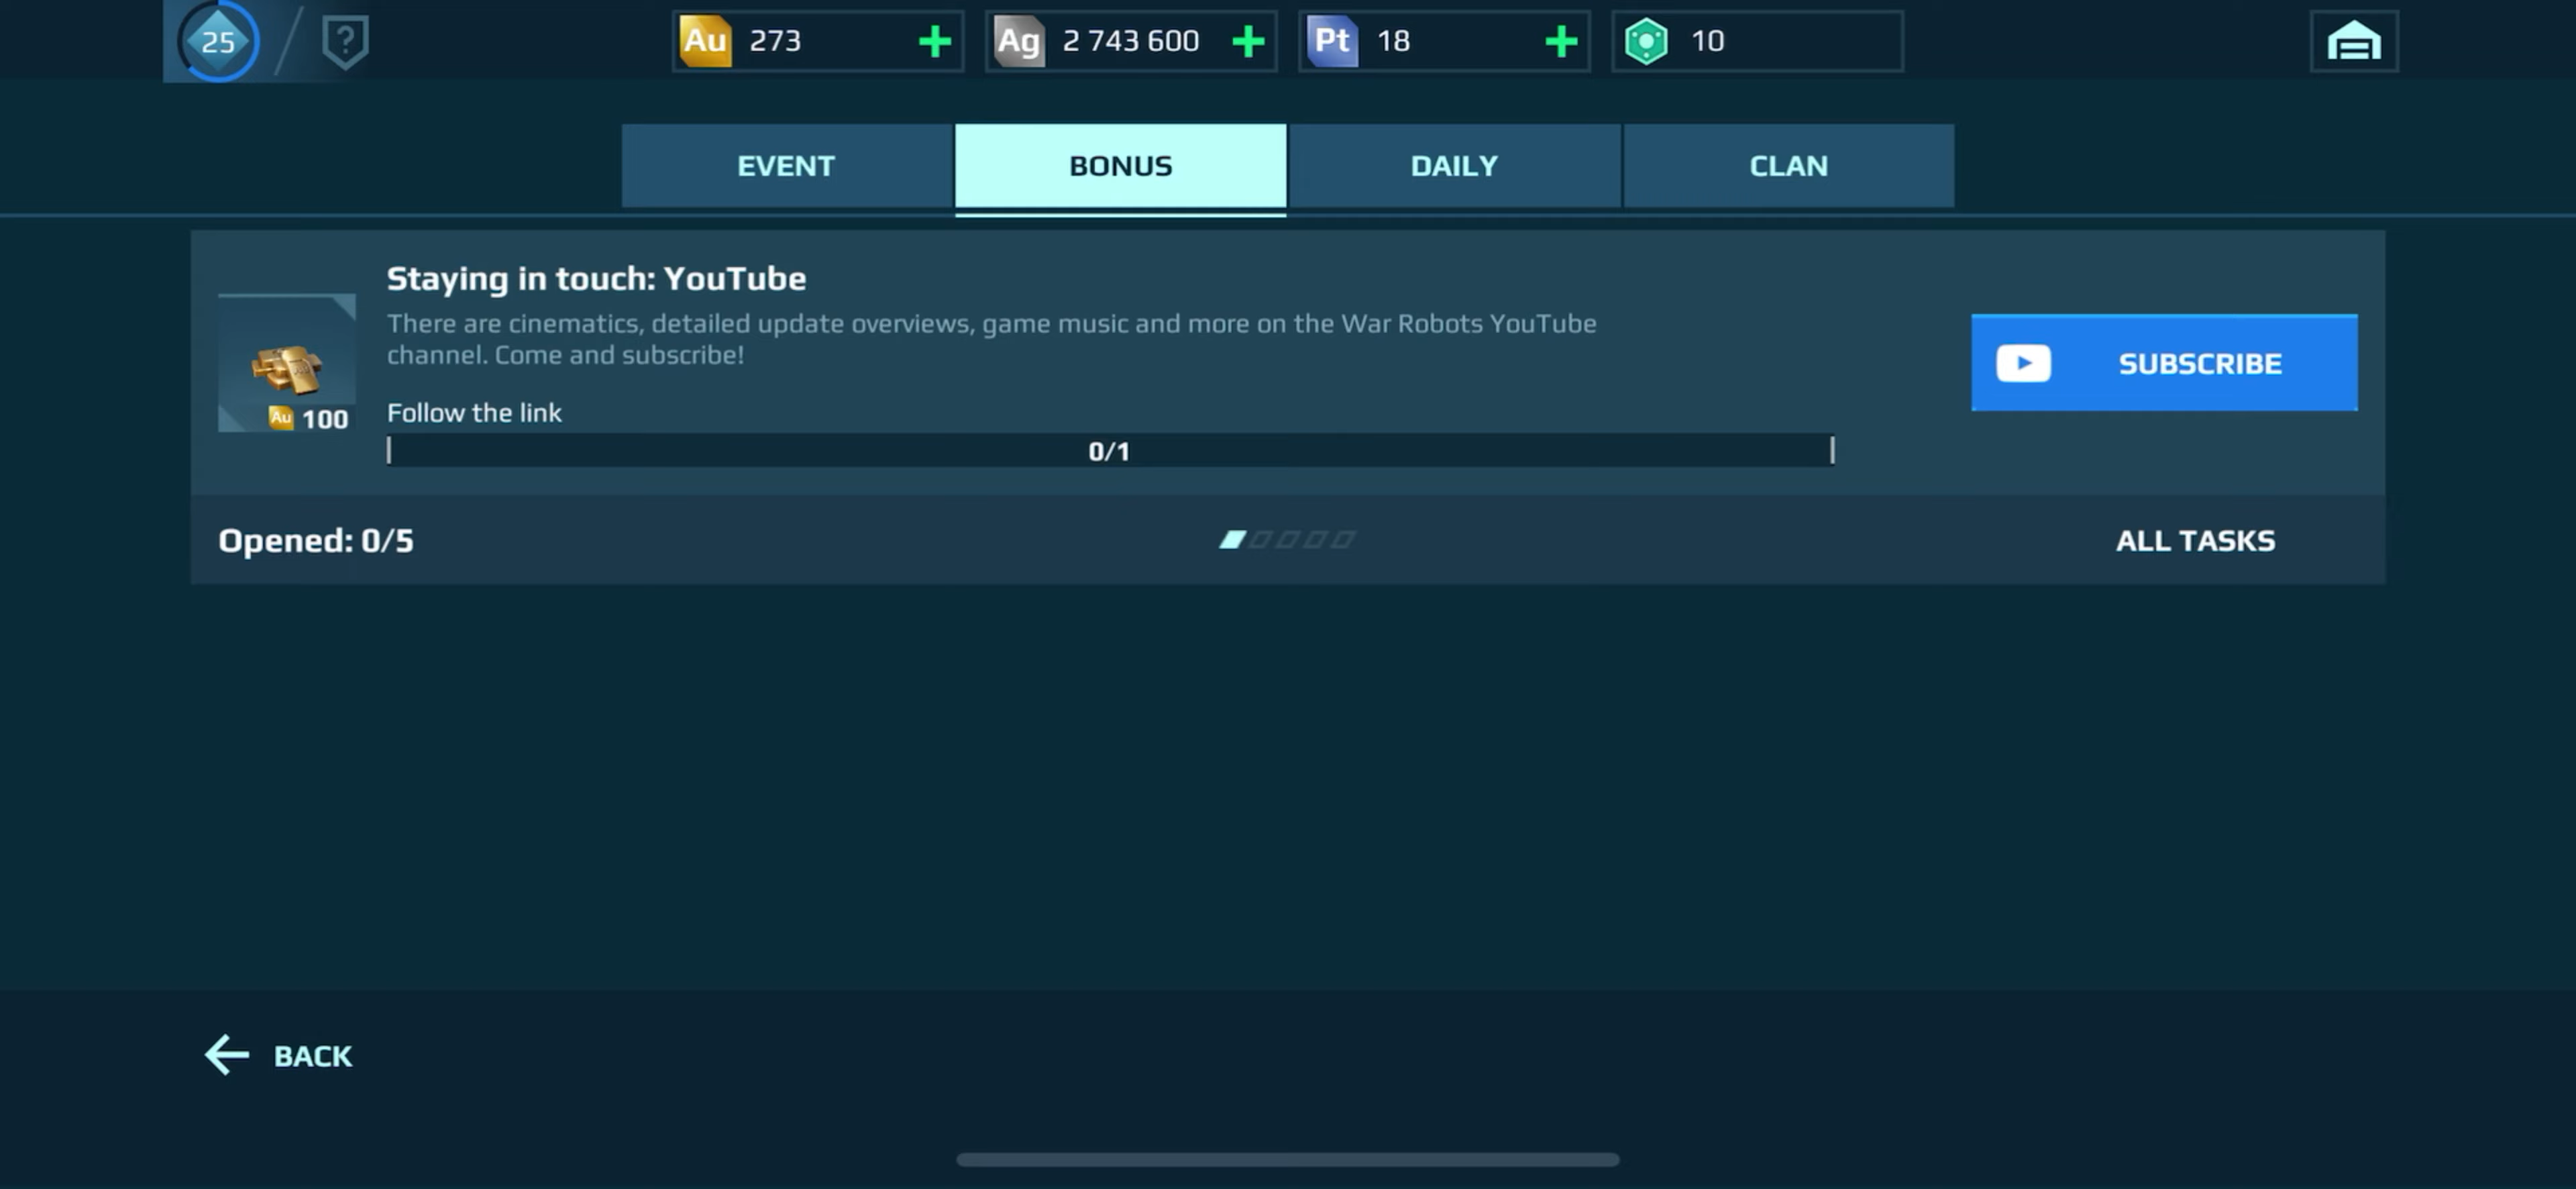 25
?
Au 273
Ag 2 743 600
Pt 18
10
EVENT
BONUS
DAILY
CLAN
Staying in touch: YouTube
There are cinematics, detailed update overviews, game music and more on the War Robots YouTube
channel. Come and subscribe!
Au 100
Follow the link
0/1
SUBSCRIBE
Opened: 0/5
ALL TASKS
BACK